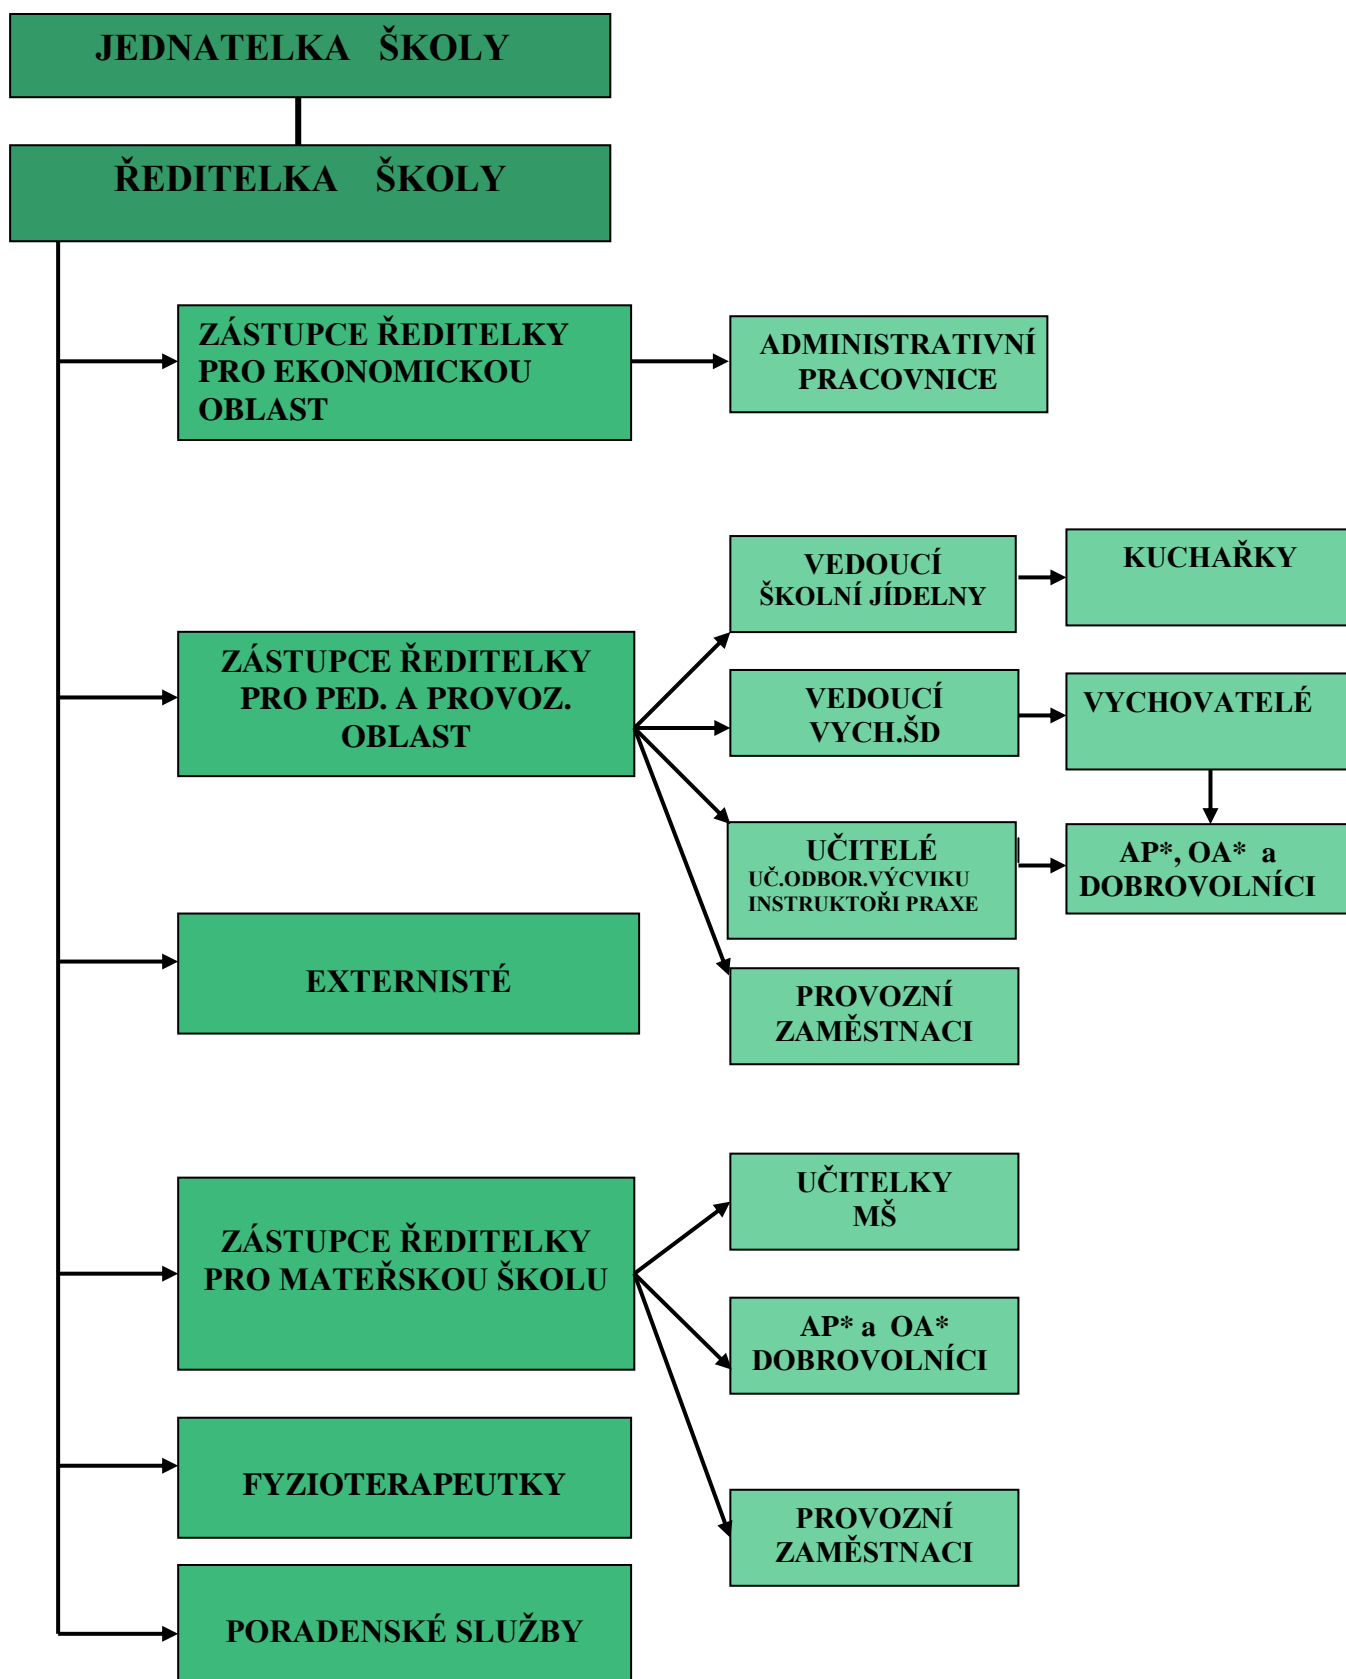 JEDNATELKA ŠKOLY
ŘEDITELKA ŠKOLY
ZÁSTUPCE ŘEDITELKY
PRO EKONOMICKOU
OBLAST
ADMINISTRATIVNÍ
PRACOVNICE
VEDOUCÍ
ŠKOLNÍ JÍDELNY
KUCHAŘKY
ZÁSTUPCE ŘEDITELKY
PRO PED. A PROVOZ.
OBLAST
VEDOUCÍ
VYCH.ŠD
VYCHOVATELÉ
UČITELÉ
UČ.ODBOR.VÝCVIKU
INSTRUKTOŘI PRAXE
AP*, OA* a
DOBROVOLNÍCI
EXTERNISTÉ
PROVOZNÍ
ZAMĚSTNACI
ZÁSTUPCE ŘEDITELKY
PRO MATEŘSKOU ŠKOLU
UČITELKY
MŠ
AP* a OA*
DOBROVOLNÍCI
FYZIOTERAPEUTKY
PROVOZNÍ
ZAMĚSTNACI
PORADENSKÉ SLUŽBY